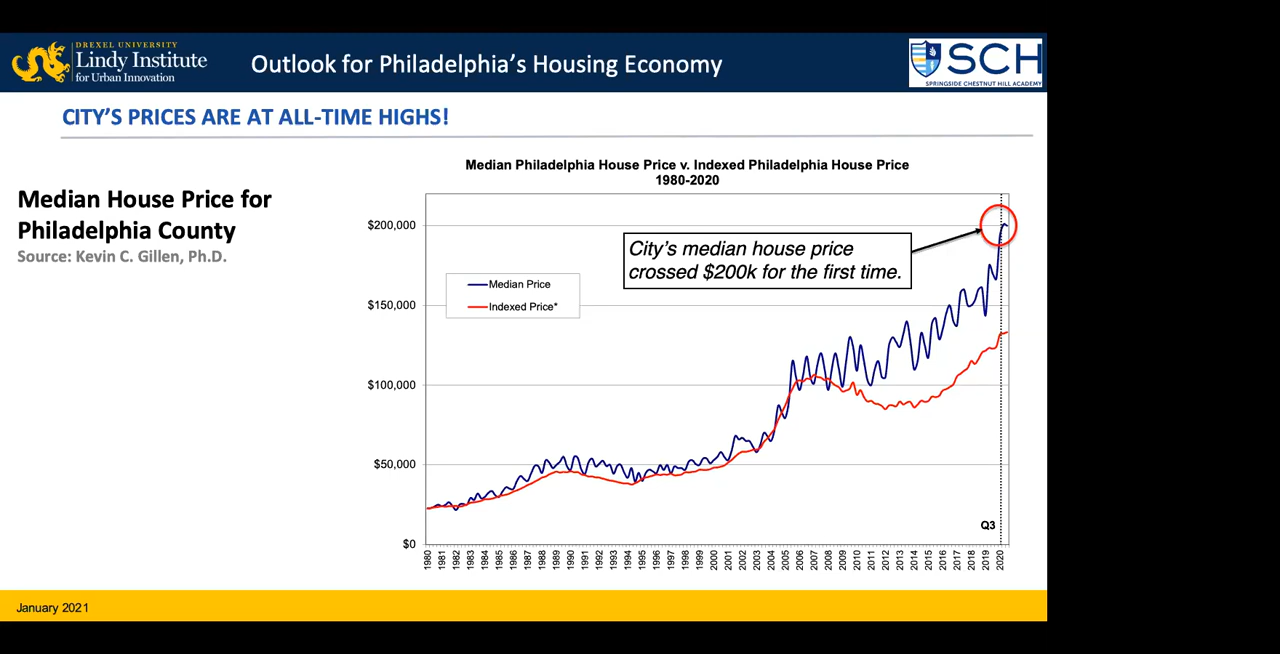 DREXEL UNIVERSITY
Lindy Institute
for Urban Innovation
Outlook for Philadelphia's Housing Economy
SCH
SPRINGSIDE CHESTNUT HILL ACADEMY
CITY'S PRICES ARE AT ALL-TIME HIGHS!
Median House Price for
Philadelphia County
Source: Kevin C. Gillen, Ph.D.
Median Philadelphia House Price v. Indexed Philadelphia House Price
1980-2020
$200,000
$150,000
$100,000
$50,000
$0
City's median house price
crossed $200k for the first time.
Median Price
Indexed Price*
Q3
1980 1981 1982 1983 1984 1985 1986 1987 1988 1989 1990 1991 1992 1993 1994 1995 1996 1997 1998 1999 2000 2001 2002 2003 2004 2005 2006 2007 2008 2009 2010 2011 2012 2013 2014 2015 2016 2017 2018 2019 2020
January 2021